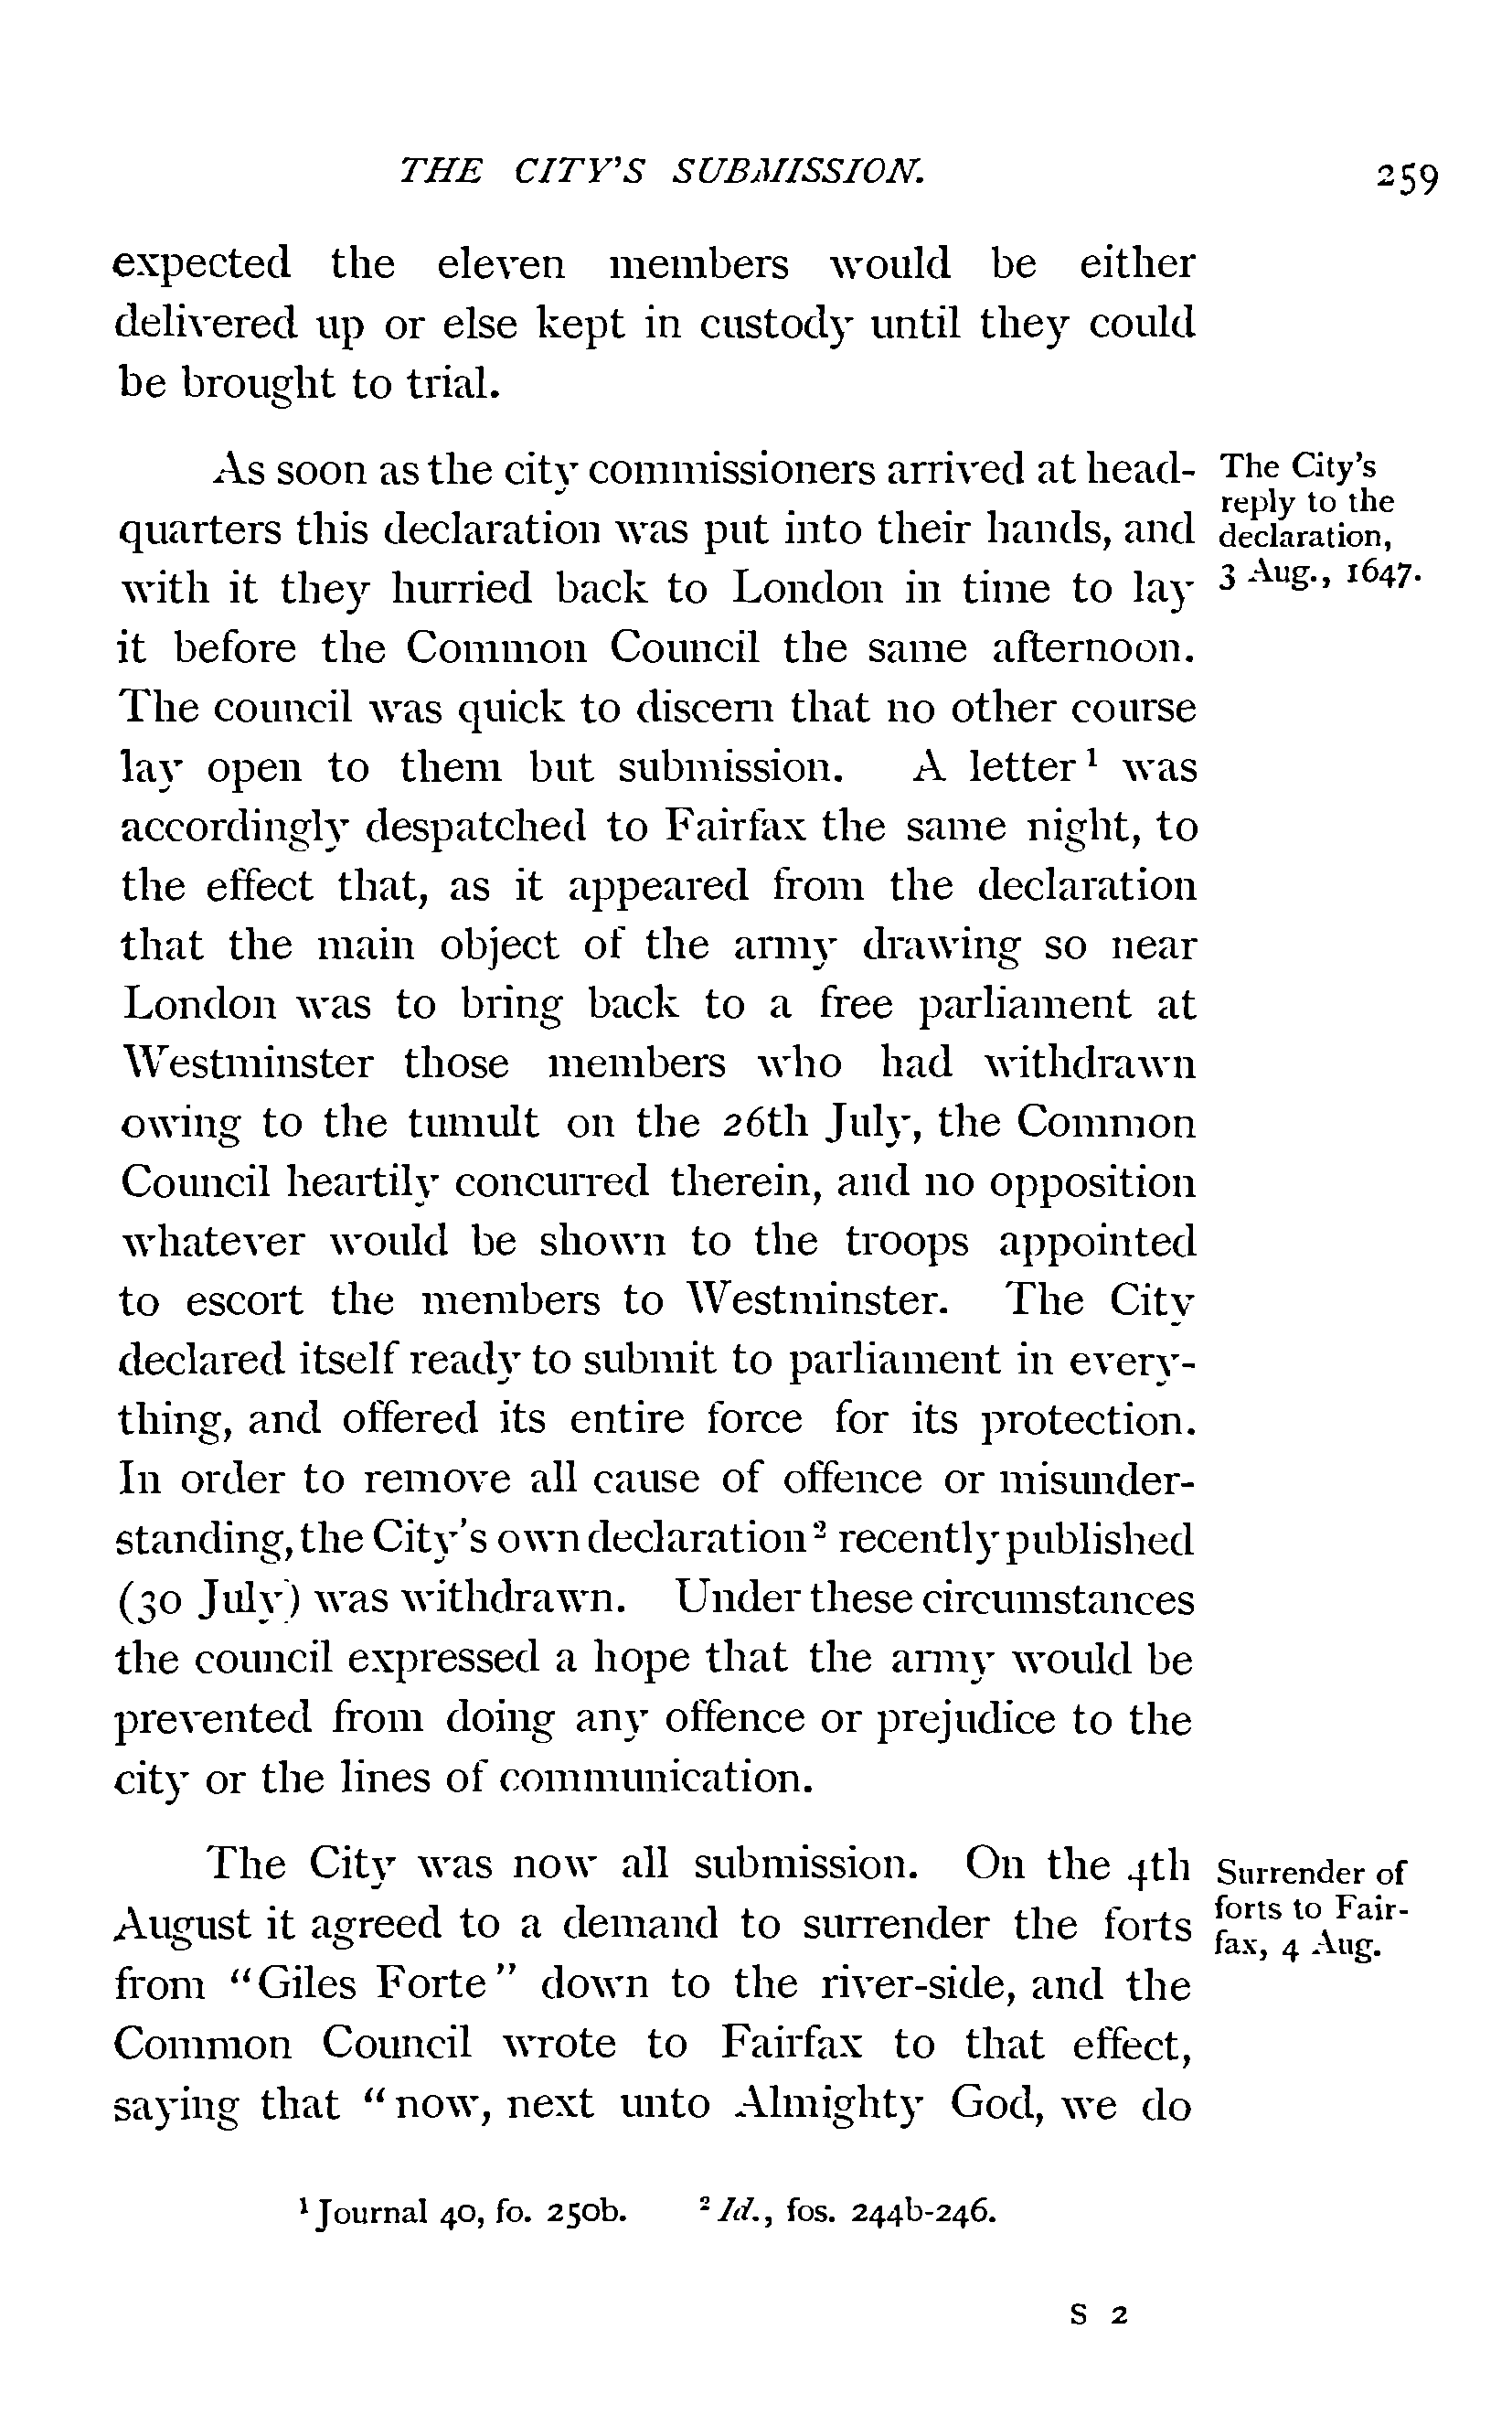 THE CITY'S SUBMISSION. 259
expected the eleven members would be either
delivered up or else kept in custody until they could
be brought to trial.
As soon as the city commissioners arrived at head-
quarters this declaration was put into their hands, and
with it they hurried back to London in time to lay
it before the Common Council the same afternoon.
The council was quick to discern that no other course
lay open to them but submission. A letter¹ was
accordingly despatched to Fairfax the same night, to
the effect that, as it appeared from the declaration
that the main object of the army drawing so near
London was to bring back to a free parliament at
Westminster those members who had withdrawn
owing to the tumult on the 26th July, the Common
Council heartily concurred therein, and no opposition
whatever would be shown to the troops appointed
to escort the members to Westminster. The City
declared itself ready to submit to parliament in every-
thing, and offered its entire force for its protection.
In order to remove all cause of offence or misunder-
standing, the City's own declaration² recently published
(30 July) was withdrawn. Under these circumstances
the council expressed a hope that the army would be
prevented from doing any offence or prejudice to the
city or the lines of communication.
The City's
reply to the
declaration,
3 Aug., 1647.
The City was now all submission. On the 4th
August it agreed to a demand to surrender the forts
from "Giles Forte" down to the river-side, and the
Common Council wrote to Fairfax to that effect,
saying that "now, next unto Almighty God, we do
Surrender of
forts to Fair-
fax, 4 Aug.
¹ Journal 40, fo. 250b. ² Id., fos. 244b-246.
S 2